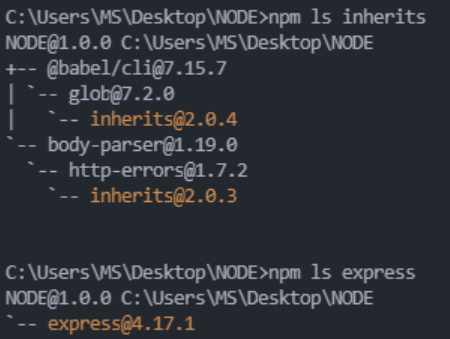 C:\Users\MS\Desktop\NODE>npm ls inherits
NODE@1.0.0 C:\Users\MS\Desktop\NODE
+-- @babel/cli@7.15.7
| `-- glob@7.2.0
|   `-- inherits@2.0.4
`-- body-parser@1.19.0
  `-- http-errors@1.7.2
    `-- inherits@2.0.3
C:\Users\MS\Desktop\NODE>npm ls express
NODE@1.0.0 C:\Users\MS\Desktop\NODE
`-- express@4.17.1